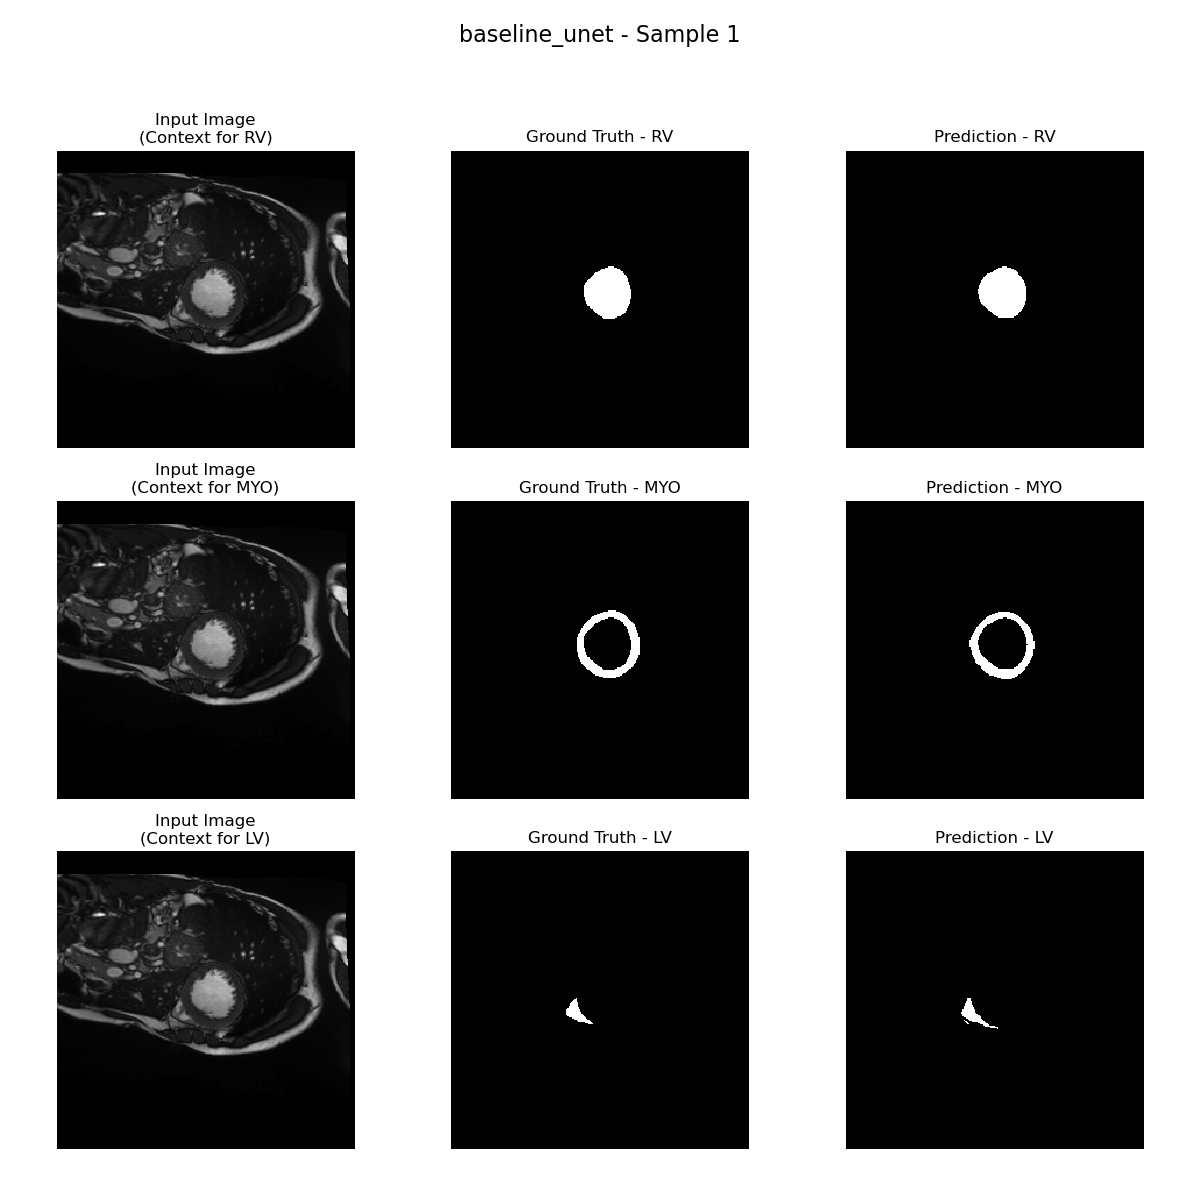 baseline_unet - Sample 1
Input Image
(Context for RV)
Ground Truth - RV
Prediction - RV
Input Image
(Context for MYO)
Ground Truth - MYO
Prediction - MYO
Input Image
(Context for LV)
Ground Truth - LV
Prediction - LV